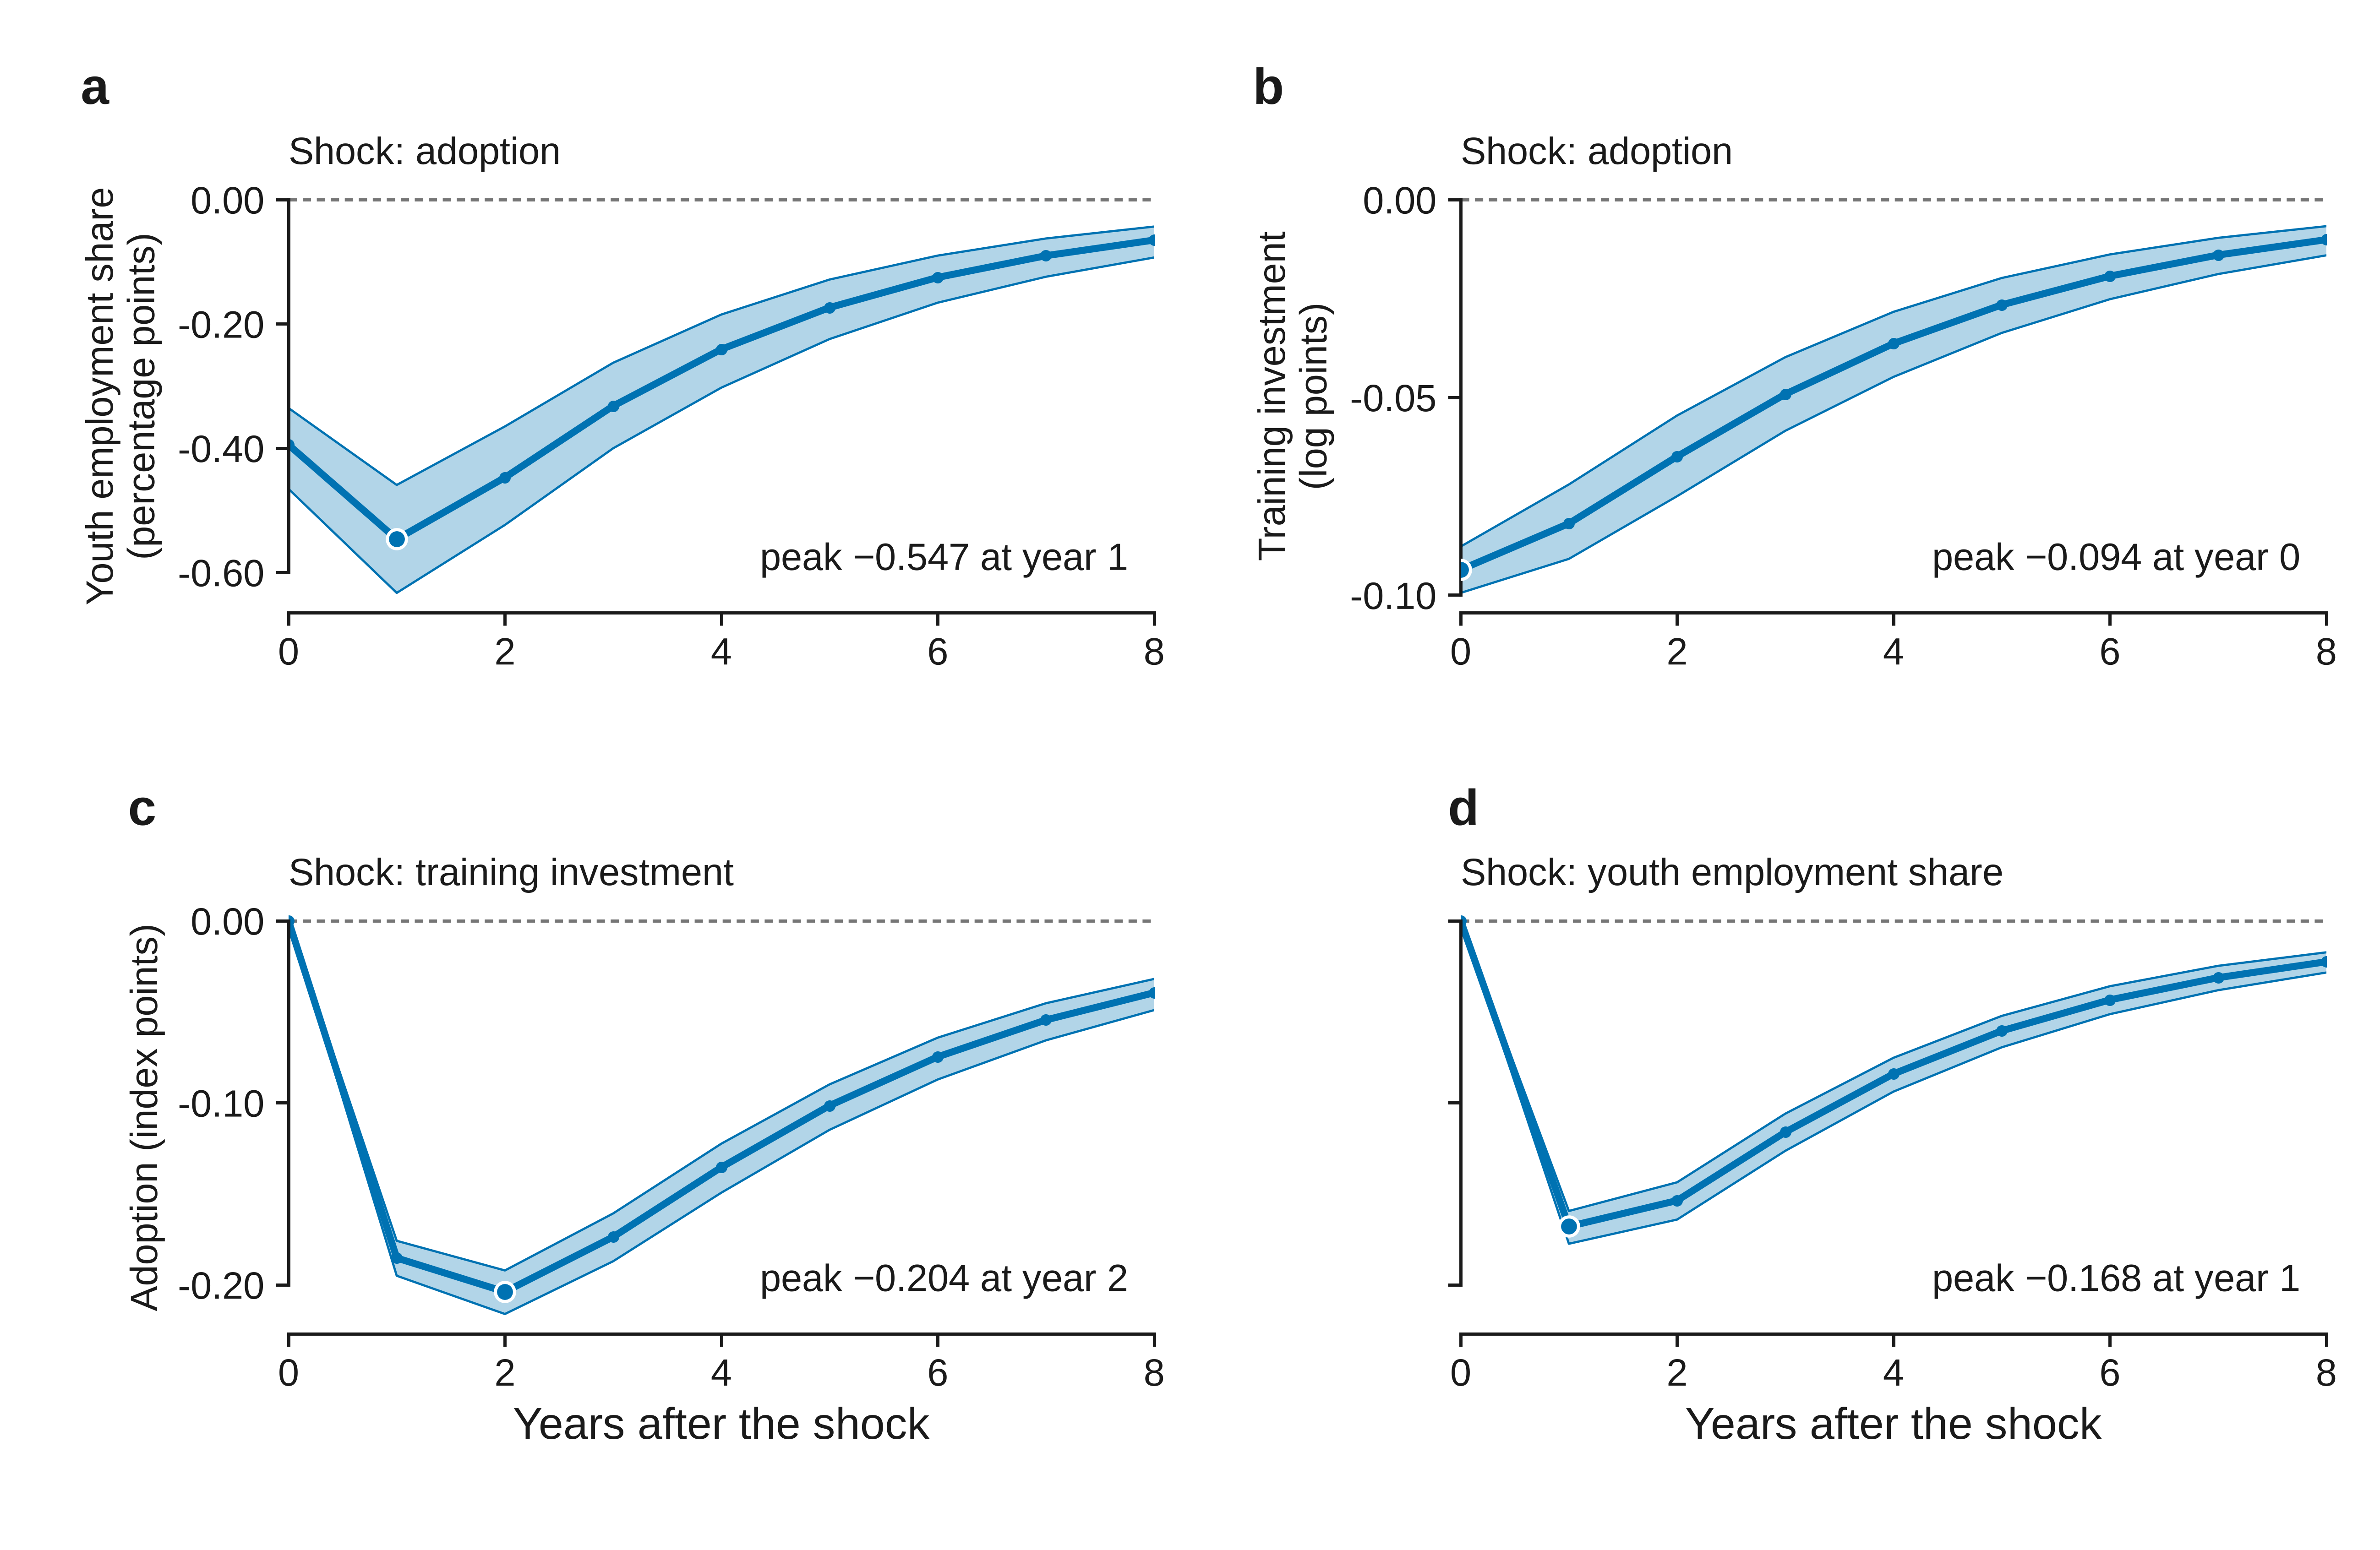 a
Shock: adoption
Youth employment share
(percentage points)
0.00
-0.20
-0.40
-0.60
peak −0.547 at year 1
0 2 4 6 8
b
Shock: adoption
Training investment
(log points)
0.00
-0.05
-0.10
peak −0.094 at year 0
0 2 4 6 8
c
Shock: training investment
Adoption (index points)
0.00
-0.10
-0.20
peak −0.204 at year 2
0 2 4 6 8
Years after the shock
d
Shock: youth employment share
peak −0.168 at year 1
0 2 4 6 8
Years after the shock